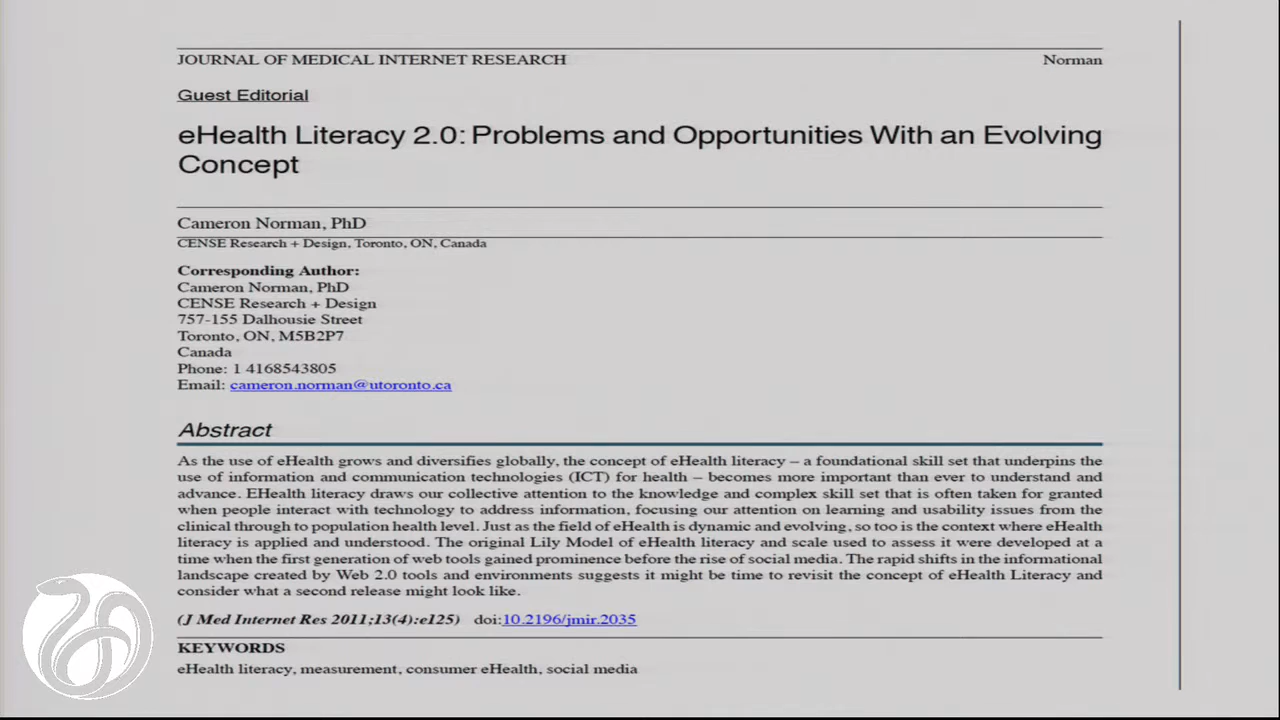 JOURNAL OF MEDICAL INTERNET RESEARCH Norman
Guest Editorial
eHealth Literacy 2.0: Problems and Opportunities With an Evolving
Concept
Cameron Norman, PhD
CENSE Research + Design, Toronto, ON, Canada
Corresponding Author:
Cameron Norman, PhD
CENSE Research + Design
757-155 Dalhousie Street
Toronto, ON, M5B2P7
Canada
Phone: 1 4168543805
Email: cameron.norman@utoronto.ca
Abstract
As the use of eHealth grows and diversifies globally, the concept of eHealth literacy – a foundational skill set that underpins the
use of information and communication technologies (ICT) for health – becomes more important than ever to understand and
advance. EHealth literacy draws our collective attention to the knowledge and complex skill set that is often taken for granted
when people interact with technology to address information, focusing our attention on learning and usability issues from the
clinical through to population health level. Just as the field of eHealth is dynamic and evolving, so too is the context where eHealth
literacy is applied and understood. The original Lily Model of eHealth literacy and scale used to assess it were developed at a
time when the first generation of web tools gained prominence before the rise of social media. The rapid shifts in the informational
landscape created by Web 2.0 tools and environments suggests it might be time to revisit the concept of eHealth Literacy and
consider what a second release might look like.
(J Med Internet Res 2011;13(4):e125) doi:10.2196/jmir.2035
KEYWORDS
eHealth literacy, measurement, consumer eHealth, social media